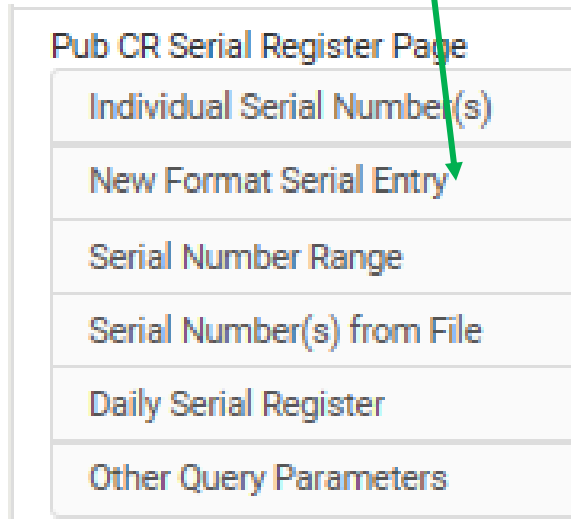 Pub CR Serial Register Page
Individual Serial Number(s)
New Format Serial Entry
Serial Number Range
Serial Number(s) from File
Daily Serial Register
Other Query Parameters